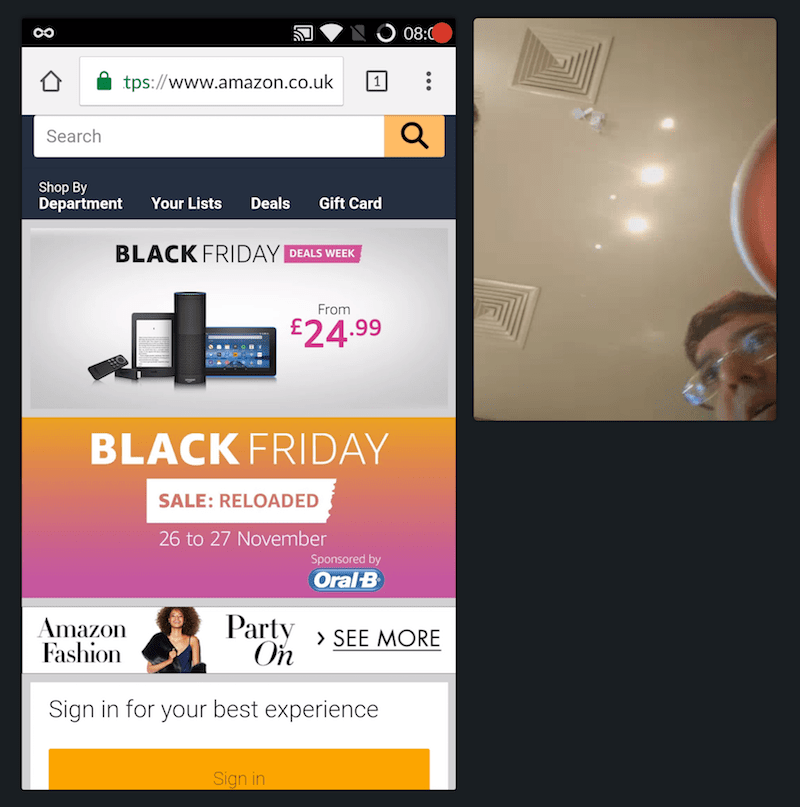 08:0
tps://www.amazon.co.uk
1
Search
Shop By
Department Your Lists Deals Gift Card
BLACK FRIDAY DEALS WEEK
From
£24.99
BLACK FRIDAY
SALE: RELOADED
26 to 27 November
Sponsored by
Oral-B
Amazon Fashion
Party On
› SEE MORE
Sign in for your best experience
Sign in